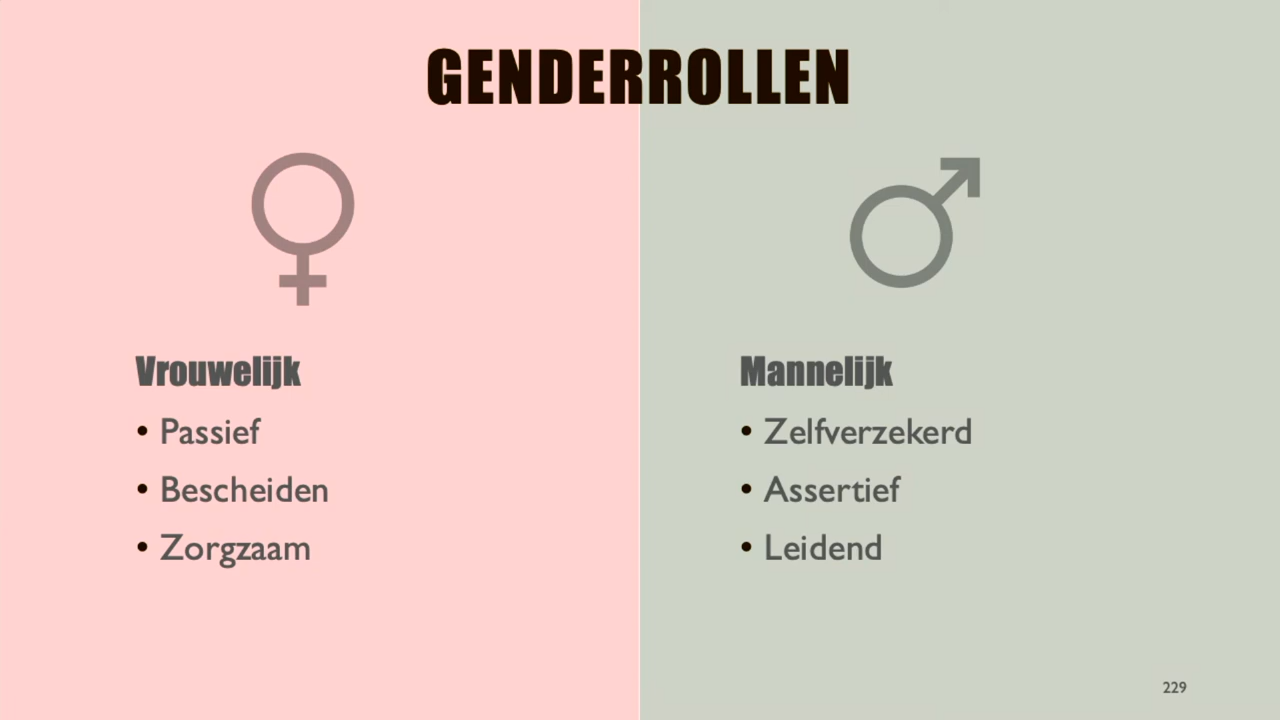 GENDERROLLEN
Vrouwelijk
• Passief
• Bescheiden
• Zorgzaam
Mannelijk
• Zelfverzekerd
• Assertief
• Leidend
229